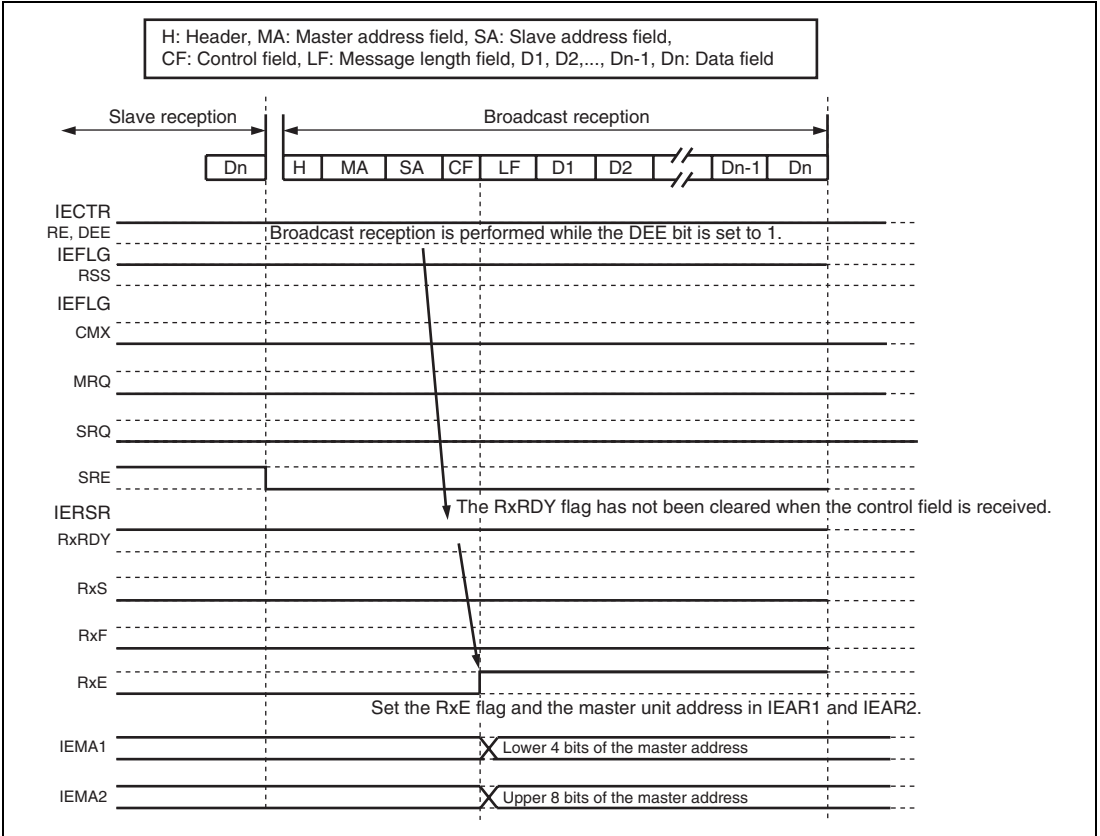 H: Header, MA: Master address field, SA: Slave address field,
CF: Control field, LF: Message length field, D1, D2,..., Dn-1, Dn: Data field
Slave reception
Broadcast reception
Dn
H MA SA CF LF D1 D2 Dn-1 Dn
IECTR
RE, DEE
Broadcast reception is performed while the DEE bit is set to 1.
IEFLG
RSS
IEFLG
CMX
MRQ
SRQ
SRE
The RxRDY flag has not been cleared when the control field is received.
IERSR
RxRDY
RxS
RxF
RxE
Set the RxE flag and the master unit address in IEAR1 and IEAR2.
IEMA1
Lower 4 bits of the master address
IEMA2
Upper 8 bits of the master address